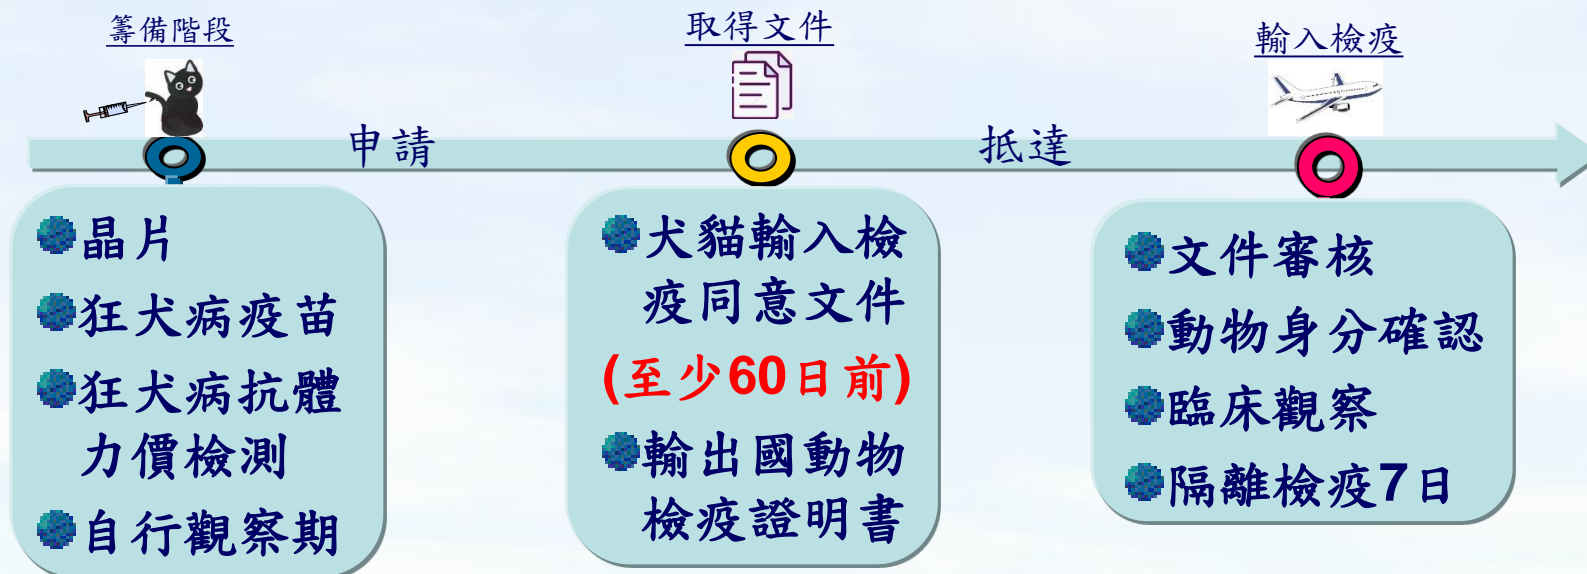 籌備階段
取得文件
輸入檢疫
申請
抵達
晶片
狂犬病疫苗
狂犬病抗體
力價檢測
自行觀察期
犬貓輸入檢
疫同意文件
(至少60日前)
輸出國動物
檢疫證明書
文件審核
動物身分確認
臨床觀察
隔離檢疫7日